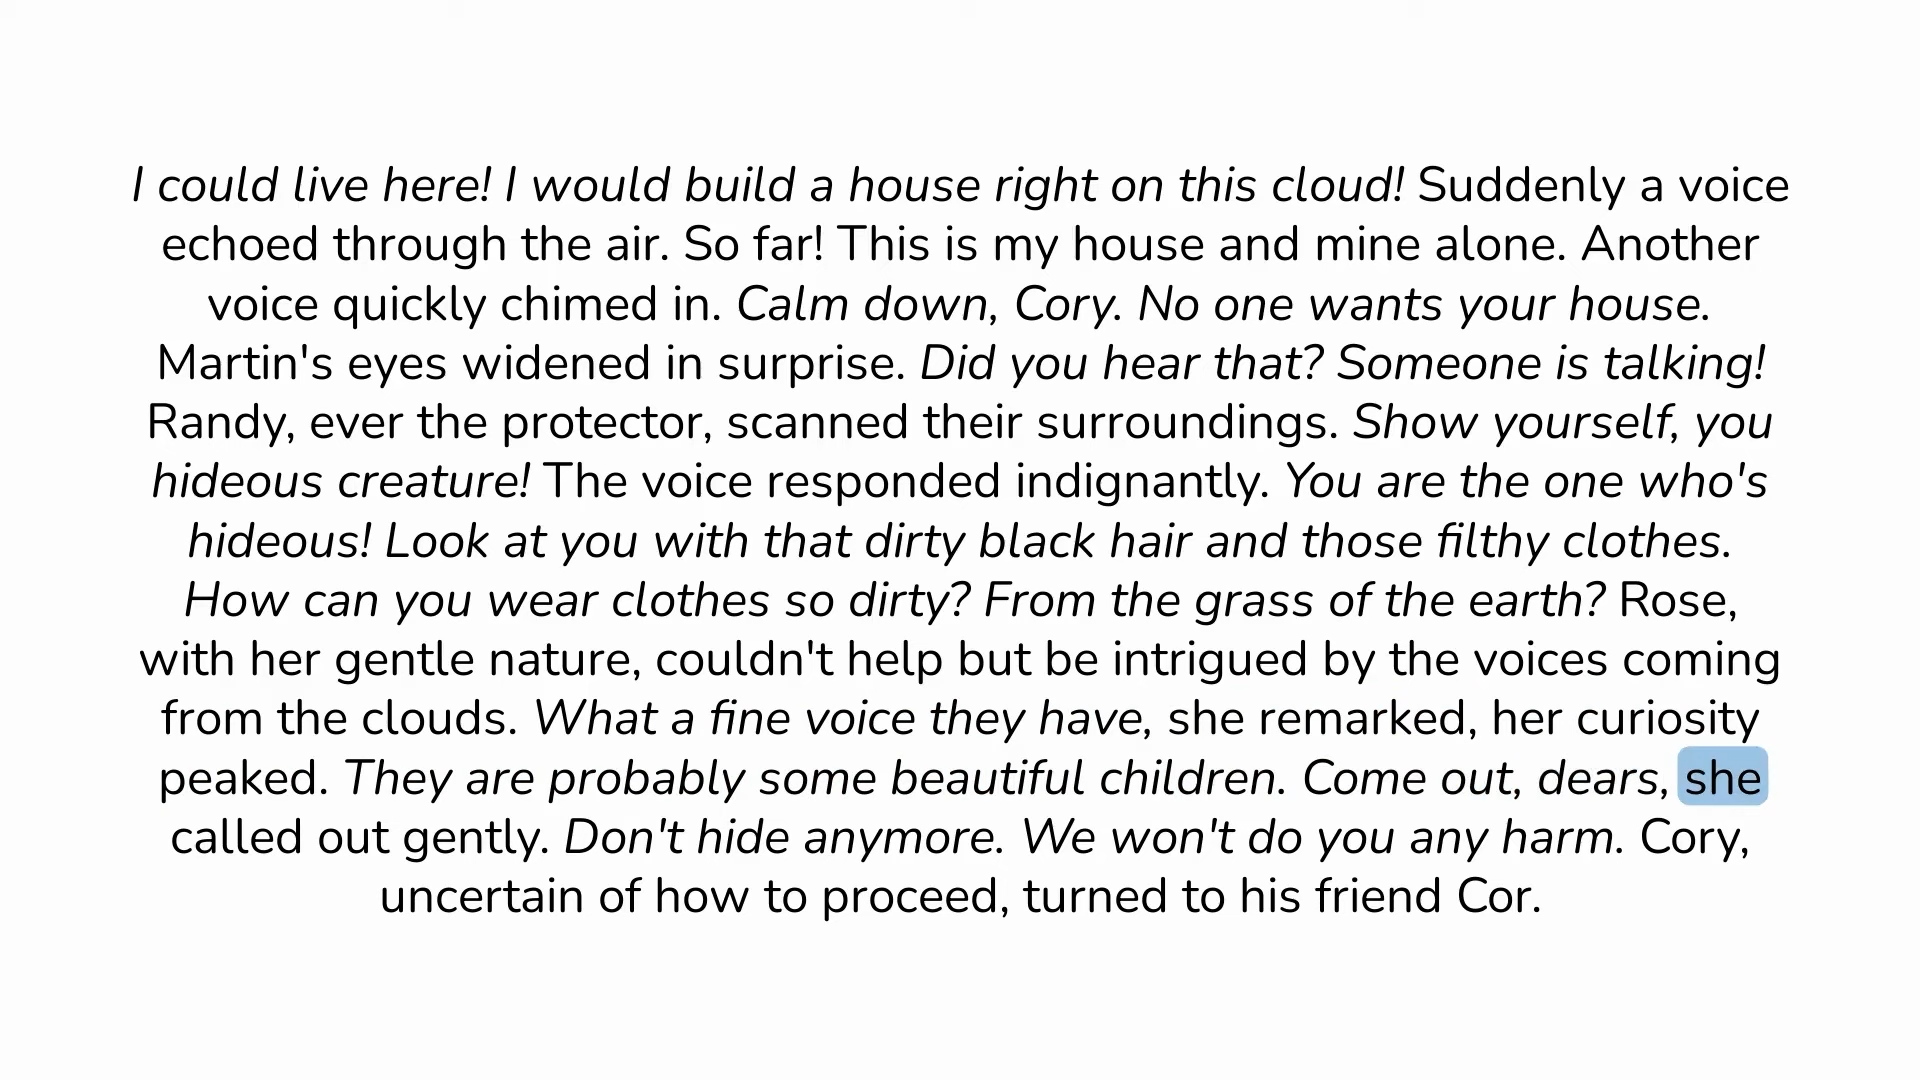 I could live here! I would build a house right on this cloud! Suddenly a voice
echoed through the air. So far! This is my house and mine alone. Another
voice quickly chimed in. Calm down, Cory. No one wants your house.
Martin's eyes widened in surprise. Did you hear that? Someone is talking!
Randy, ever the protector, scanned their surroundings. Show yourself, you
hideous creature! The voice responded indignantly. You are the one who's
hideous! Look at you with that dirty black hair and those filthy clothes.
How can you wear clothes so dirty? From the grass of the earth? Rose,
with her gentle nature, couldn't help but be intrigued by the voices coming
from the clouds. What a fine voice they have, she remarked, her curiosity
peaked. They are probably some beautiful children. Come out, dears, she
called out gently. Don't hide anymore. We won't do you any harm. Cory,
uncertain of how to proceed, turned to his friend Cor.